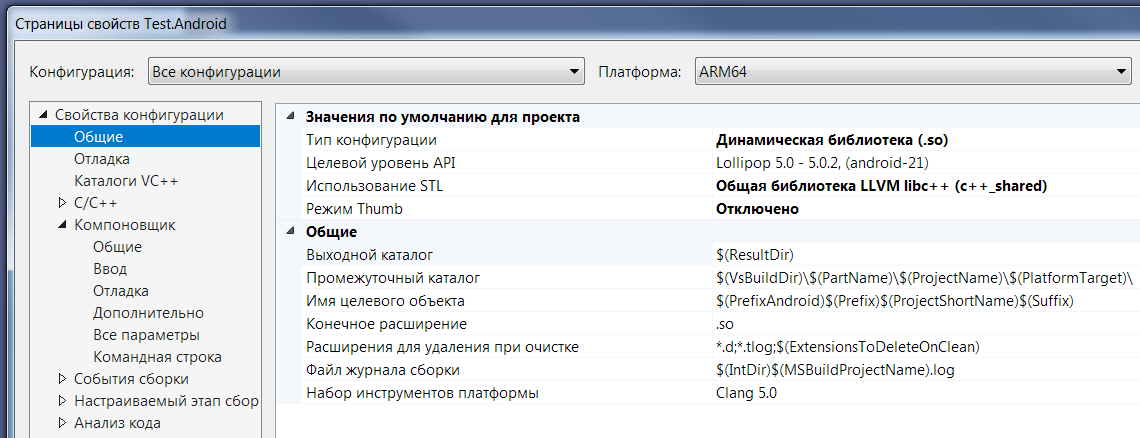 Страницы свойств Test.Android
Конфигурация: Все конфигурации Платформа: ARM64
Свойства конфигурации
Общие
Отладка
Каталоги VC++
C/C++
Компоновщик
Общие
Ввод
Отладка
Дополнительно
Все параметры
Командная строка
События сборки
Настраиваемый этап сбор
Анализ кода
Значения по умолчанию для проекта
Тип конфигурации Динамическая библиотека (.so)
Целевой уровень API Lollipop 5.0 - 5.0.2, (android-21)
Использование STL Общая библиотека LLVM libc++ (c++_shared)
Режим Thumb Отключено
Общие
Выходной каталог $(ResultDir)
Промежуточный каталог $(VsBuildDir)\$(PartName)\$(ProjectName)\$(PlatformTarget)\
Имя целевого объекта $(PrefixAndroid)$(Prefix)$(ProjectShortName)$(Suffix)
Конечное расширение .so
Расширения для удаления при очистке *.d;*.tlog;$(ExtensionsToDeleteOnClean)
Файл журнала сборки $(IntDir)$(MSBuildProjectName).log
Набор инструментов платформы Clang 5.0